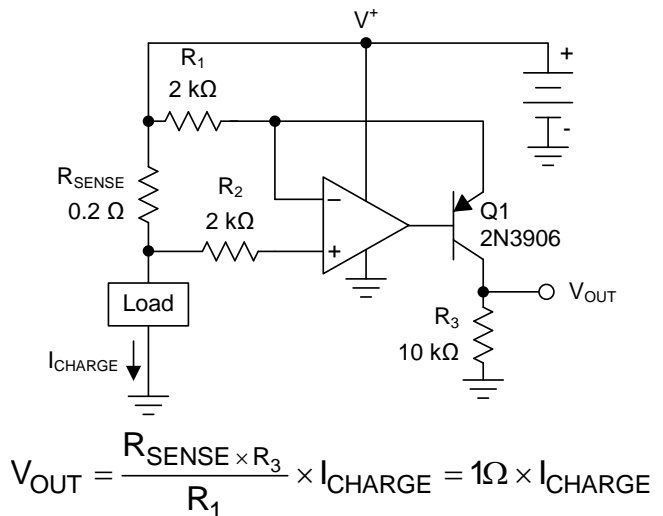 V+
R1
2 kΩ
+
-
RSENSE
0.2 Ω
R2
2 kΩ
−
+
Q1
2N3906
Load
VOUT
R3
10 kΩ
ICHARGE
VOUT = RSENSE × R3 / R1 × ICHARGE = 1Ω × ICHARGE